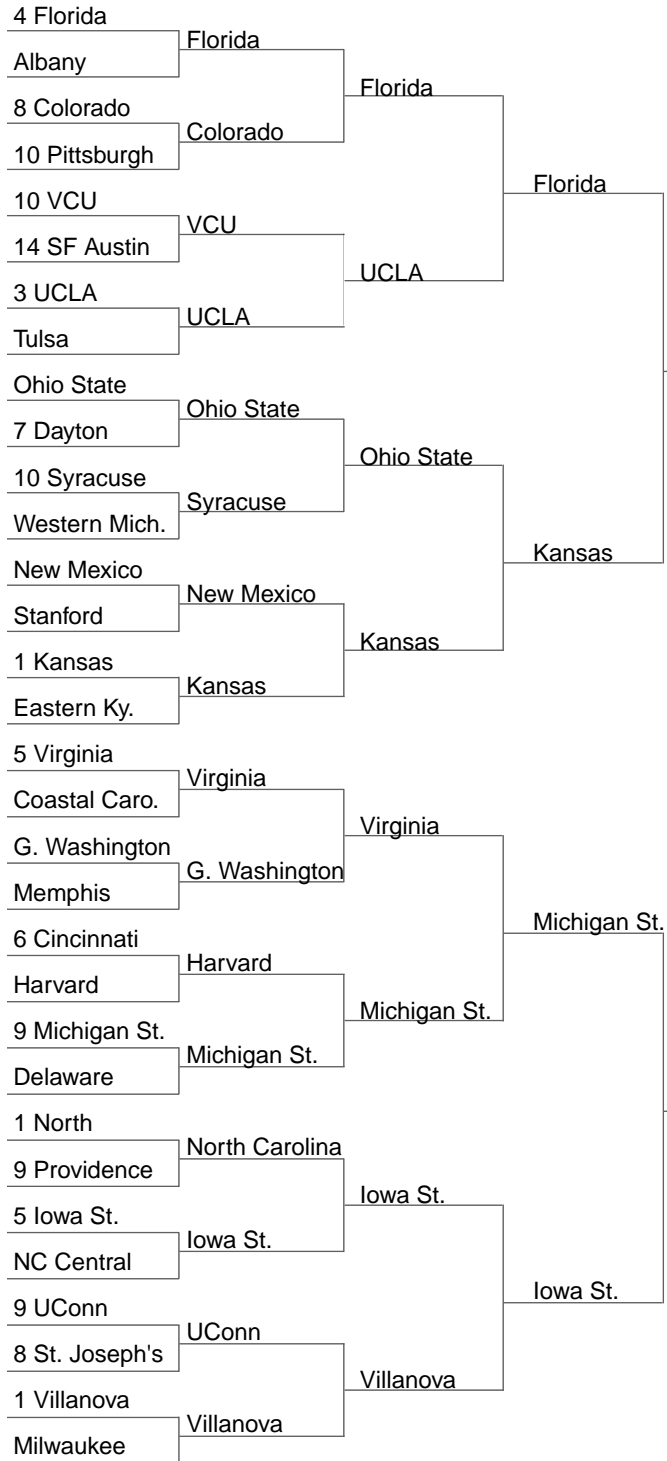 4 Florida
Albany
8 Colorado
10 Pittsburgh
10 VCU
14 SF Austin
3 UCLA
Tulsa
Ohio State
7 Dayton
10 Syracuse
Western Mich.
New Mexico
Stanford
1 Kansas
Eastern Ky.
5 Virginia
Coastal Caro.
G. Washington
Memphis
6 Cincinnati
Harvard
9 Michigan St.
Delaware
1 North
9 Providence
5 Iowa St.
NC Central
9 UConn
8 St. Joseph's
1 Villanova
Milwaukee
Florida
Colorado
VCU
UCLA
Ohio State
Syracuse
New Mexico
Kansas
Virginia
G. Washington
Harvard
Michigan St.
North Carolina
Iowa St.
UConn
Villanova
Florida
UCLA
Ohio State
Kansas
Virginia
Michigan St.
Iowa St.
Villanova
Florida
Kansas
Michigan St.
Iowa St.